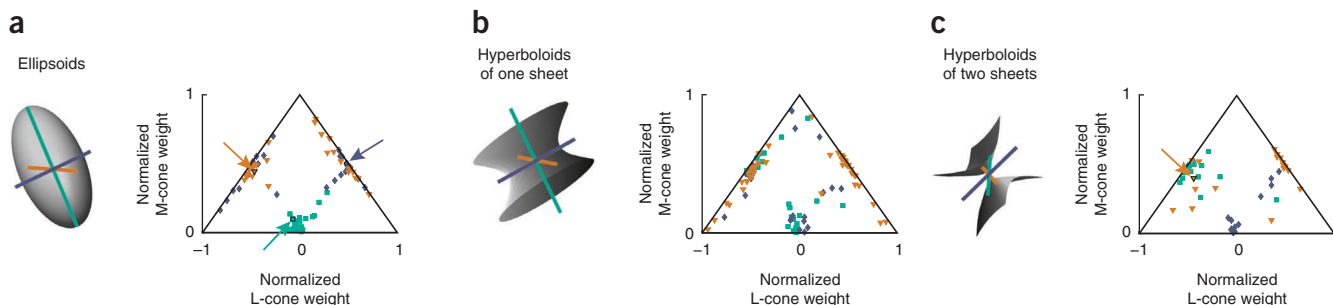 a
Ellipsoids
1
Normalized
M-cone weight
0
−1
0
1
Normalized
L-cone weight
b
Hyperboloids
of one sheet
1
Normalized
M-cone weight
0
−1
0
1
Normalized
L-cone weight
c
Hyperboloids
of two sheets
1
Normalized
M-cone weight
0
−1
0
1
Normalized
L-cone weight